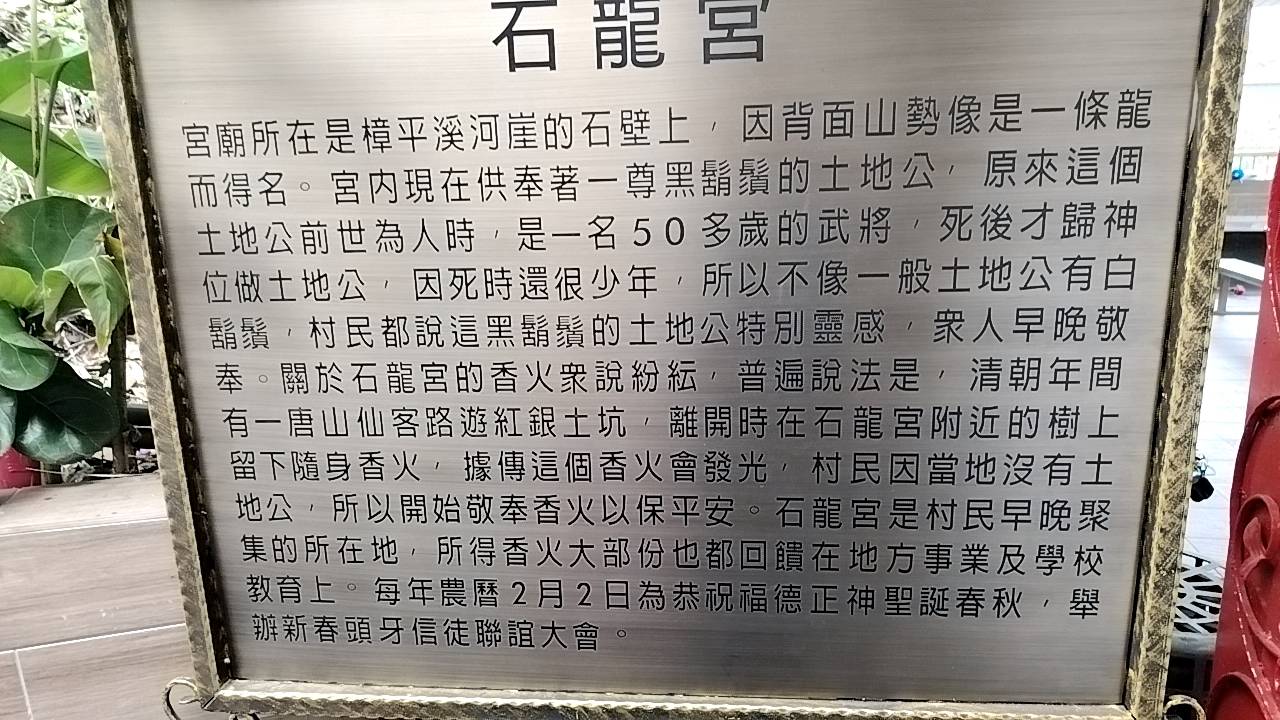 石龍宮
宮廟所在是樟平溪河崖的石壁上，因背面山勢像是一條龍
而得名。宮內現在供奉著一尊黑鬍鬚的土地公，原來這個
土地公前世為人時，是一名50多歲的武將，死後才歸神
位做土地公，因死時還很少年，所以不像一般土地公有白
鬍鬚，村民都說這黑鬍鬚的土地公特別靈感，衆人早晚敬
奉。關於石龍宮的香火衆說紛紜，普遍說法是，清朝年間
有一唐山仙客路遊紅銀土坑，離開時在石龍宮附近的樹上
留下隨身香火，據傳這個香火會發光，村民因當地沒有土
地公，所以開始敬奉香火以保平安。石龍宮是村民早晚聚
集的所在地，所得香火大部份也都回饋在地方事業及學校
教育上。每年農曆2月2日為恭祝福德正神聖誕春秋，舉
辦新春頭牙信徒聯誼大會。